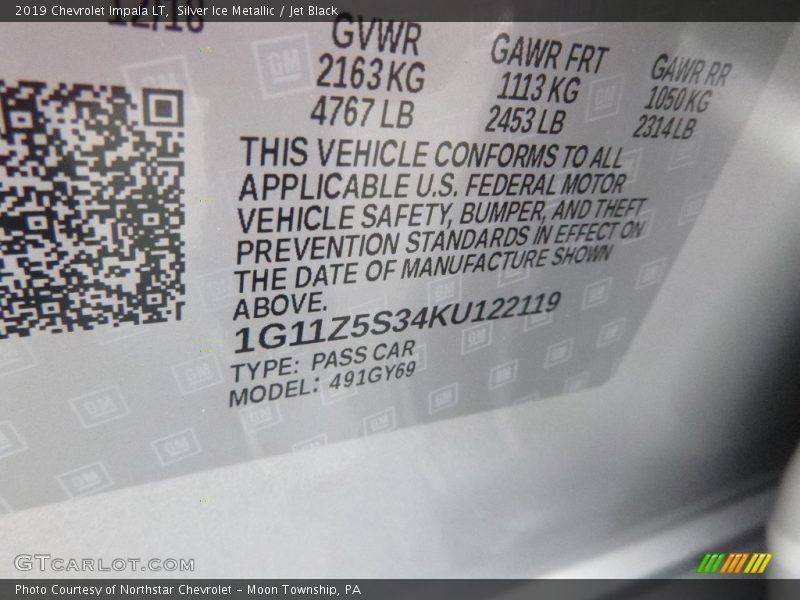 2019 Chevrolet Impala LT, Silver Ice Metallic / Jet Black
12/18
GVWR
2163 KG
4767 LB
GAWR FRT
1113 KG
2453 LB
GAWR RR
1050 KG
2314 LB
THIS VEHICLE CONFORMS TO ALL
APPLICABLE U.S. FEDERAL MOTOR
VEHICLE SAFETY, BUMPER, AND THEFT
PREVENTION STANDARDS IN EFFECT ON
THE DATE OF MANUFACTURE SHOWN
ABOVE.
1G11Z5S34KU122119
TYPE: PASS CAR
MODEL: 491GY69
GTCARLOT.COM
Photo Courtesy of Northstar Chevrolet - Moon Township, PA